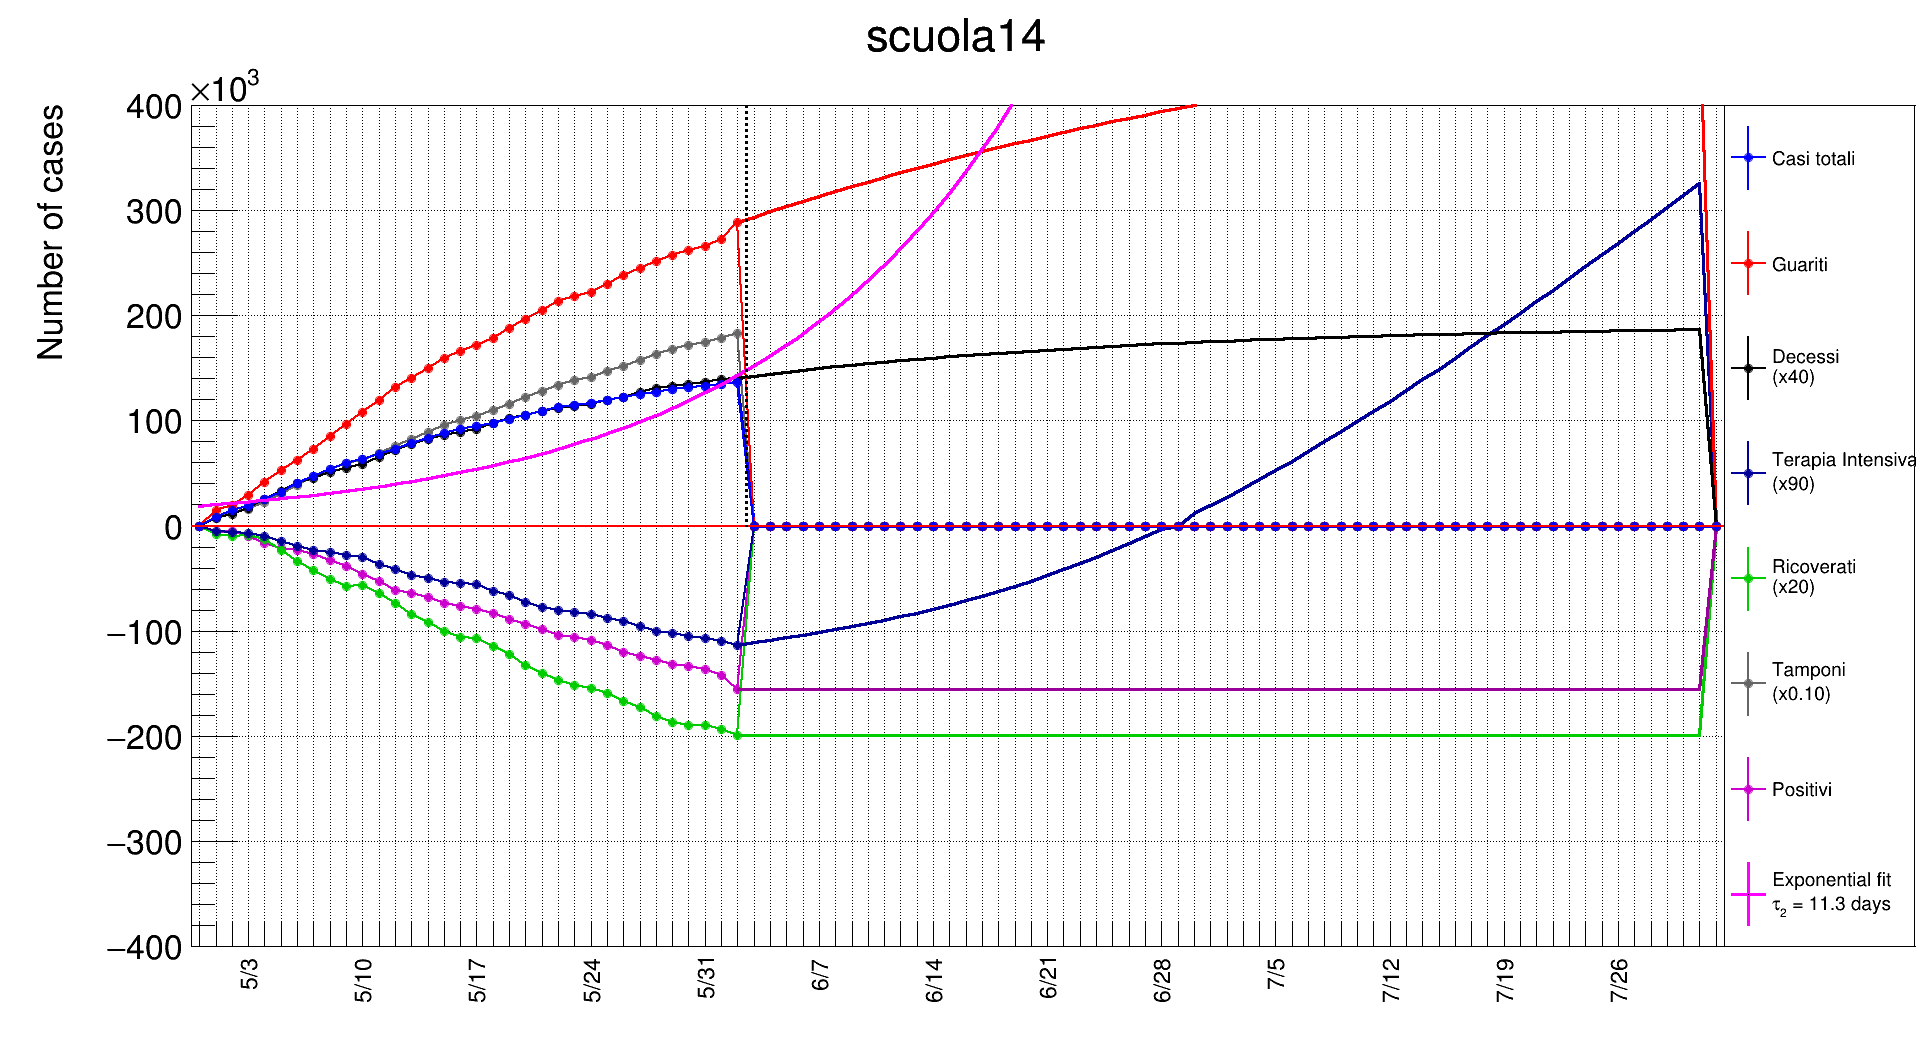 scuola14
×10³
Number of cases
400
300
200
100
0
−100
−200
−300
−400
5/3
5/10
5/17
5/24
5/31
6/7
6/14
6/21
6/28
7/5
7/12
7/19
7/26
Casi totali
Guariti
Decessi
(x40)
Terapia Intensiva
(x90)
Ricoverati
(x20)
Tamponi
(x0.10)
Positivi
Exponential fit
τ₂ = 11.3 days